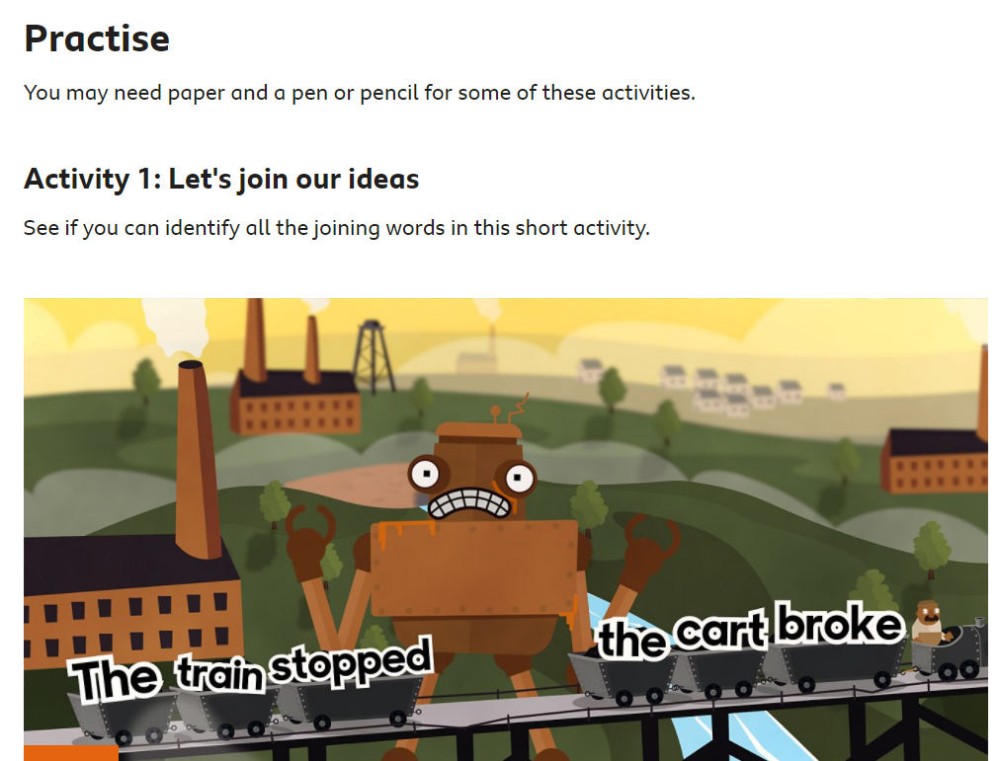 Practise
You may need paper and a pen or pencil for some of these activities.
Activity 1: Let's join our ideas
See if you can identify all the joining words in this short activity.
The train stopped the cart broke